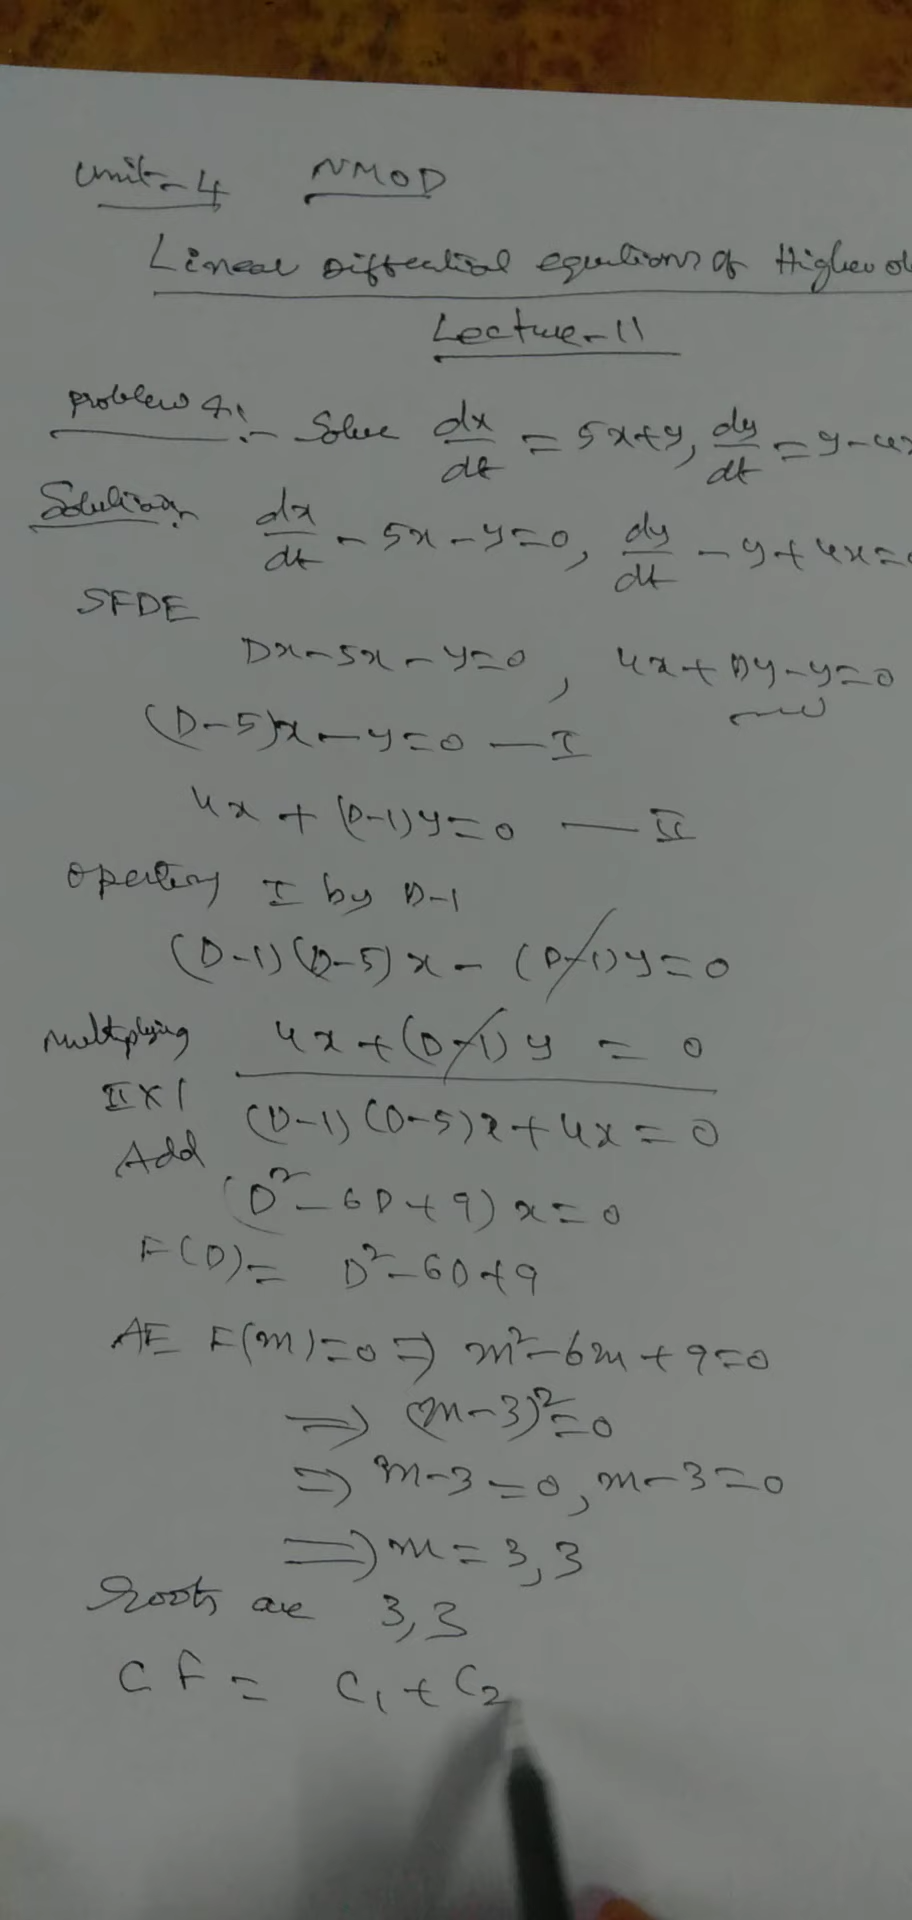 Unit-4 NMOD
Linear Differential equations of Higher
Lecture-11
problem 4:- Solve dx/dt = 5x+y, dy/dt = y-4x
Solution dx/dt - 5x - y=0, dy/dt - y+4x=0
SFDE
Dx-5x-y=0, 4x+Dy-y=0
(D-5)x-y=0 — I
4x+(D-1)y=0 — II
Operating I by D-1
(D-1)(D-5)x-(D-1)y=0
Multiplying 4x+(D-1)y = 0
II×1
(D-1)(D-5)x+4x=0
Add
(D²-6D+9)x=0
F(D)= D²-6D+9
AE F(m)=0 ⇒ m²-6m+9=0
⇒ (m-3)²=0
⇒ m-3=0, m-3=0
⇒ m=3,3
Roots are 3,3
CF= C₁+C₂